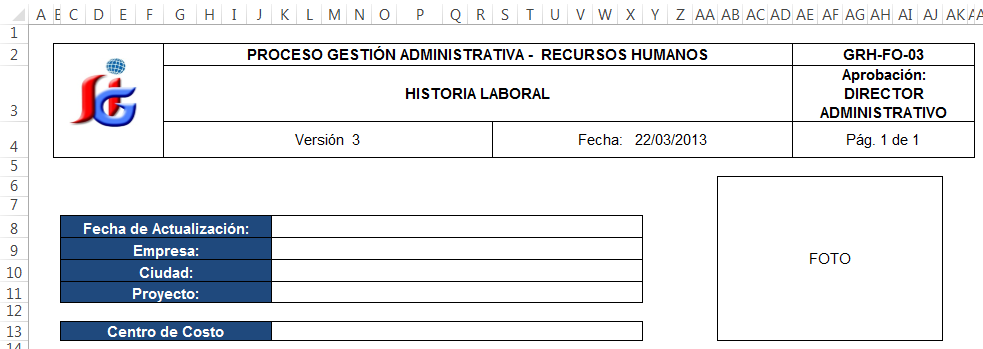 A B C D E F G H I J K L M N O P Q R S T U V W X Y Z AA AB AC AD AE AF AG AH AI AJ AK
1
2 PROCESO GESTIÓN ADMINISTRATIVA - RECURSOS HUMANOS GRH-FO-03
Aprobación:
HISTORIA LABORAL DIRECTOR
3 ADMINISTRATIVO
4 Versión 3 Fecha: 22/03/2013 Pág. 1 de 1
5
6
7
8 Fecha de Actualización:
9 Empresa:
FOTO
10 Ciudad:
11 Proyecto:
12
13 Centro de Costo
14